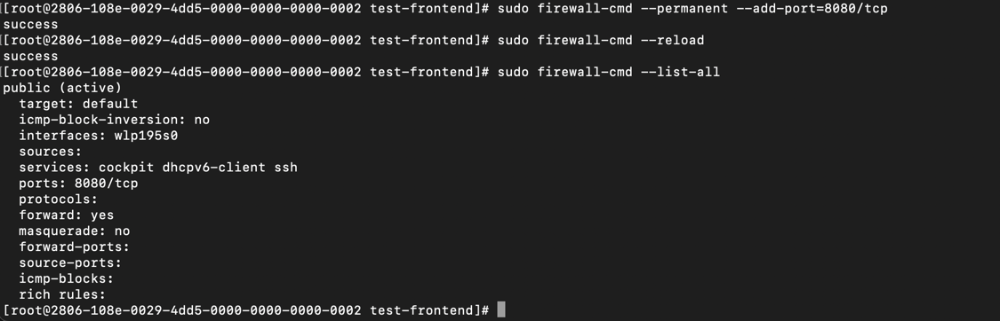 [root@2806-108e-0029-4dd5-0000-0000-0000-0002 test-frontend]# sudo firewall-cmd --permanent --add-port=8080/tcp
success
[root@2806-108e-0029-4dd5-0000-0000-0000-0002 test-frontend]# sudo firewall-cmd --reload
success
[root@2806-108e-0029-4dd5-0000-0000-0000-0002 test-frontend]# sudo firewall-cmd --list-all
public (active)
  target: default
  icmp-block-inversion: no
  interfaces: wlp195s0
  sources:
  services: cockpit dhcpv6-client ssh
  ports: 8080/tcp
  protocols:
  forward: yes
  masquerade: no
  forward-ports:
  source-ports:
  icmp-blocks:
  rich rules:
[root@2806-108e-0029-4dd5-0000-0000-0000-0002 test-frontend]#